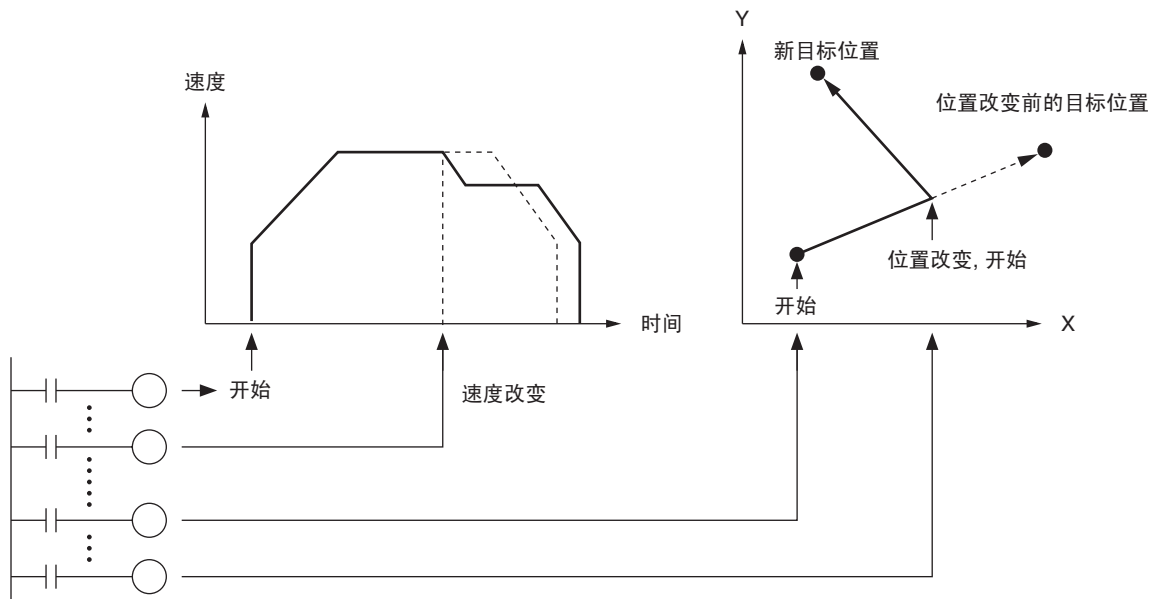 Y
新目标位置
速度
位置改变前的目标位置
位置改变, 开始
开始
时间
X
开始
速度改变